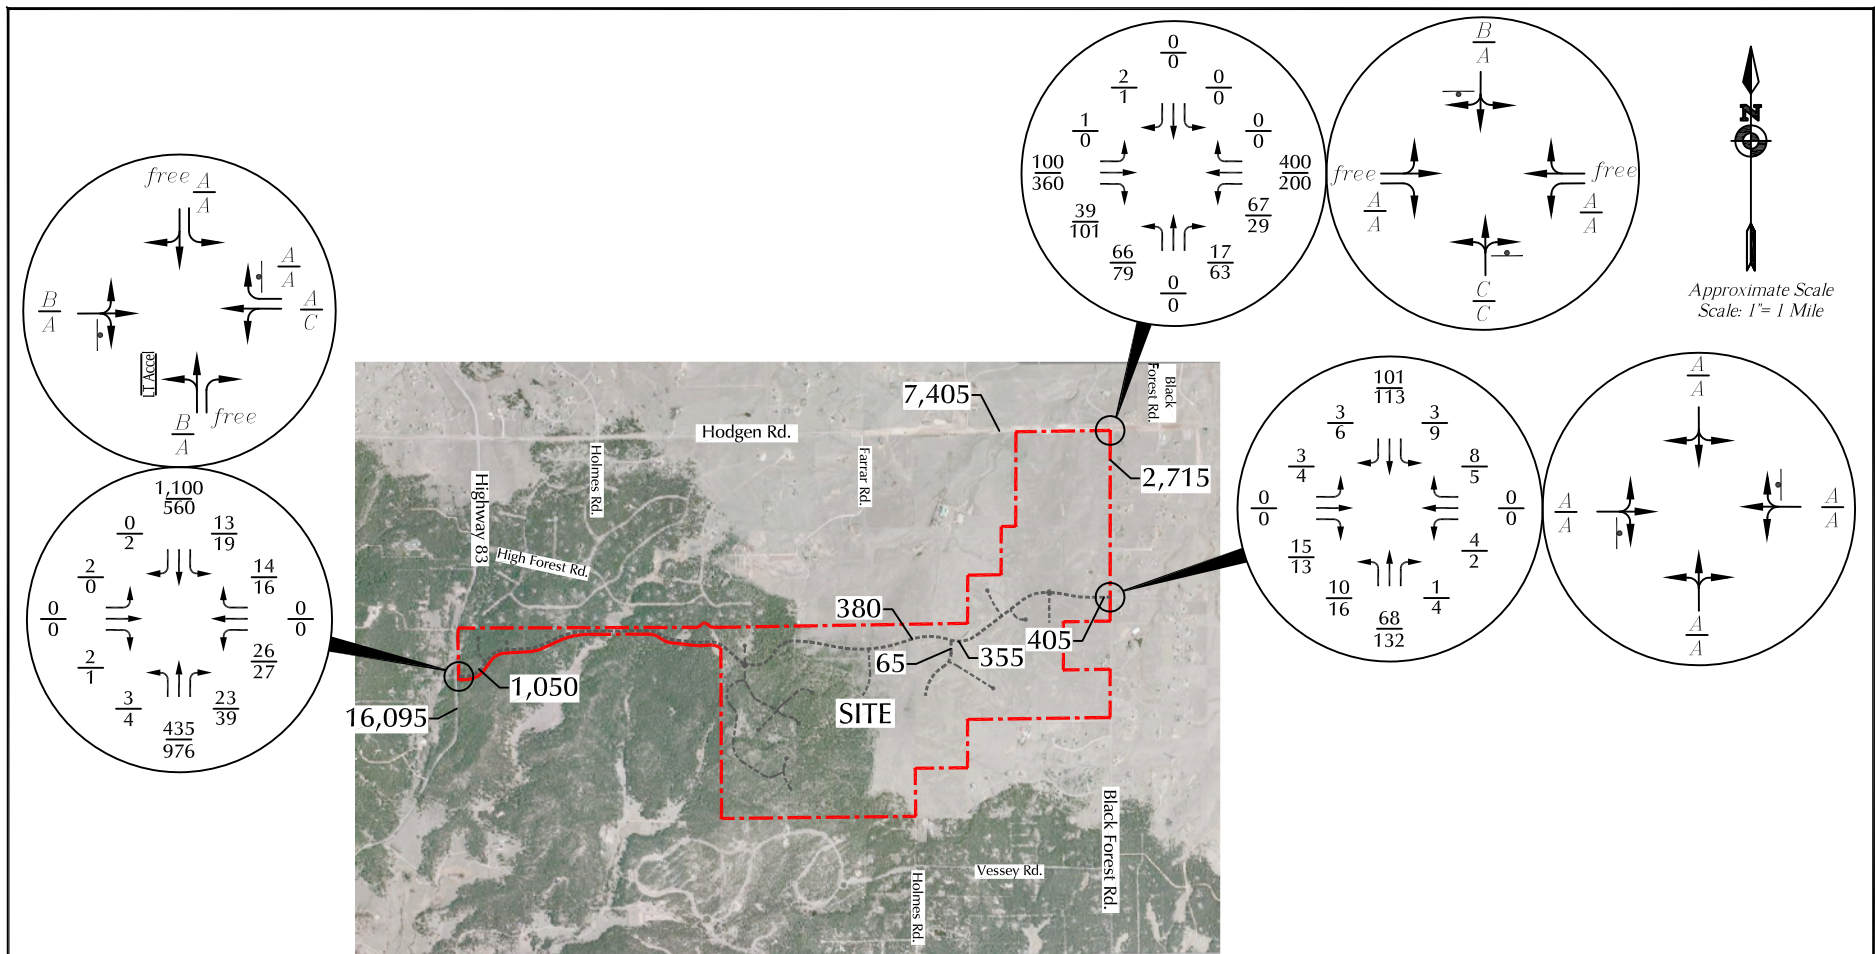 free
A
A
A
A
B
A
A
C
LT Accel
B
A
free
1,100
560
0
2
13
19
2
0
14
16
0
0
0
0
2
1
26
27
3
4
23
39
435
976
0
0
2
1
0
0
1
0
0
0
100
360
400
200
39
101
67
29
66
79
17
63
0
0
B
A
free
A
A
free
A
A
C
C
N
Approximate Scale
Scale: 1"= 1 Mile
101
113
3
6
3
9
3
4
8
5
0
0
0
0
15
13
4
2
10
16
1
4
68
132
A
A
A
A
A
A
A
A
7,405
Black
Forest Rd.
Hodgen Rd.
2,715
Highway 83
Holmes Rd.
Farrar Rd.
High Forest Rd.
380
405
65
355
1,050
16,095
SITE
Black Forest Rd.
Vessey Rd.
Holmes Rd.